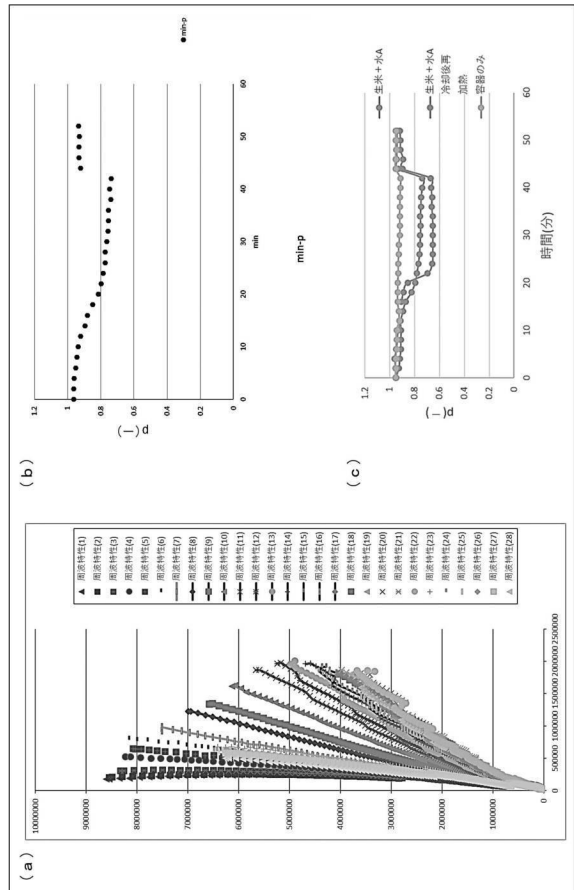 (a)
10000000
9000000
8000000
7000000
6000000
5000000
4000000
3000000
2000000
1000000
0
0
500000
1000000
1500000
2000000
2500000
周波特性(1)
周波特性(2)
周波特性(3)
周波特性(4)
周波特性(5)
周波特性(6)
周波特性(7)
周波特性(8)
周波特性(9)
周波特性(10)
周波特性(11)
周波特性(12)
周波特性(13)
周波特性(14)
周波特性(15)
周波特性(16)
周波特性(17)
周波特性(18)
周波特性(19)
周波特性(20)
周波特性(21)
周波特性(22)
周波特性(23)
周波特性(24)
周波特性(25)
周波特性(26)
周波特性(27)
周波特性(28)
(b)
p (—)
1.2
1
0.8
0.6
0.4
0.2
0
0
10
20
30
40
50
60
min
min-p
min-p
(c)
p (—)
1.2
1
0.8
0.6
0.4
0.2
0
0
10
20
30
40
50
60
時間(分)
生米+水A
生米+水A
冷却後再
加熱
容器のみ